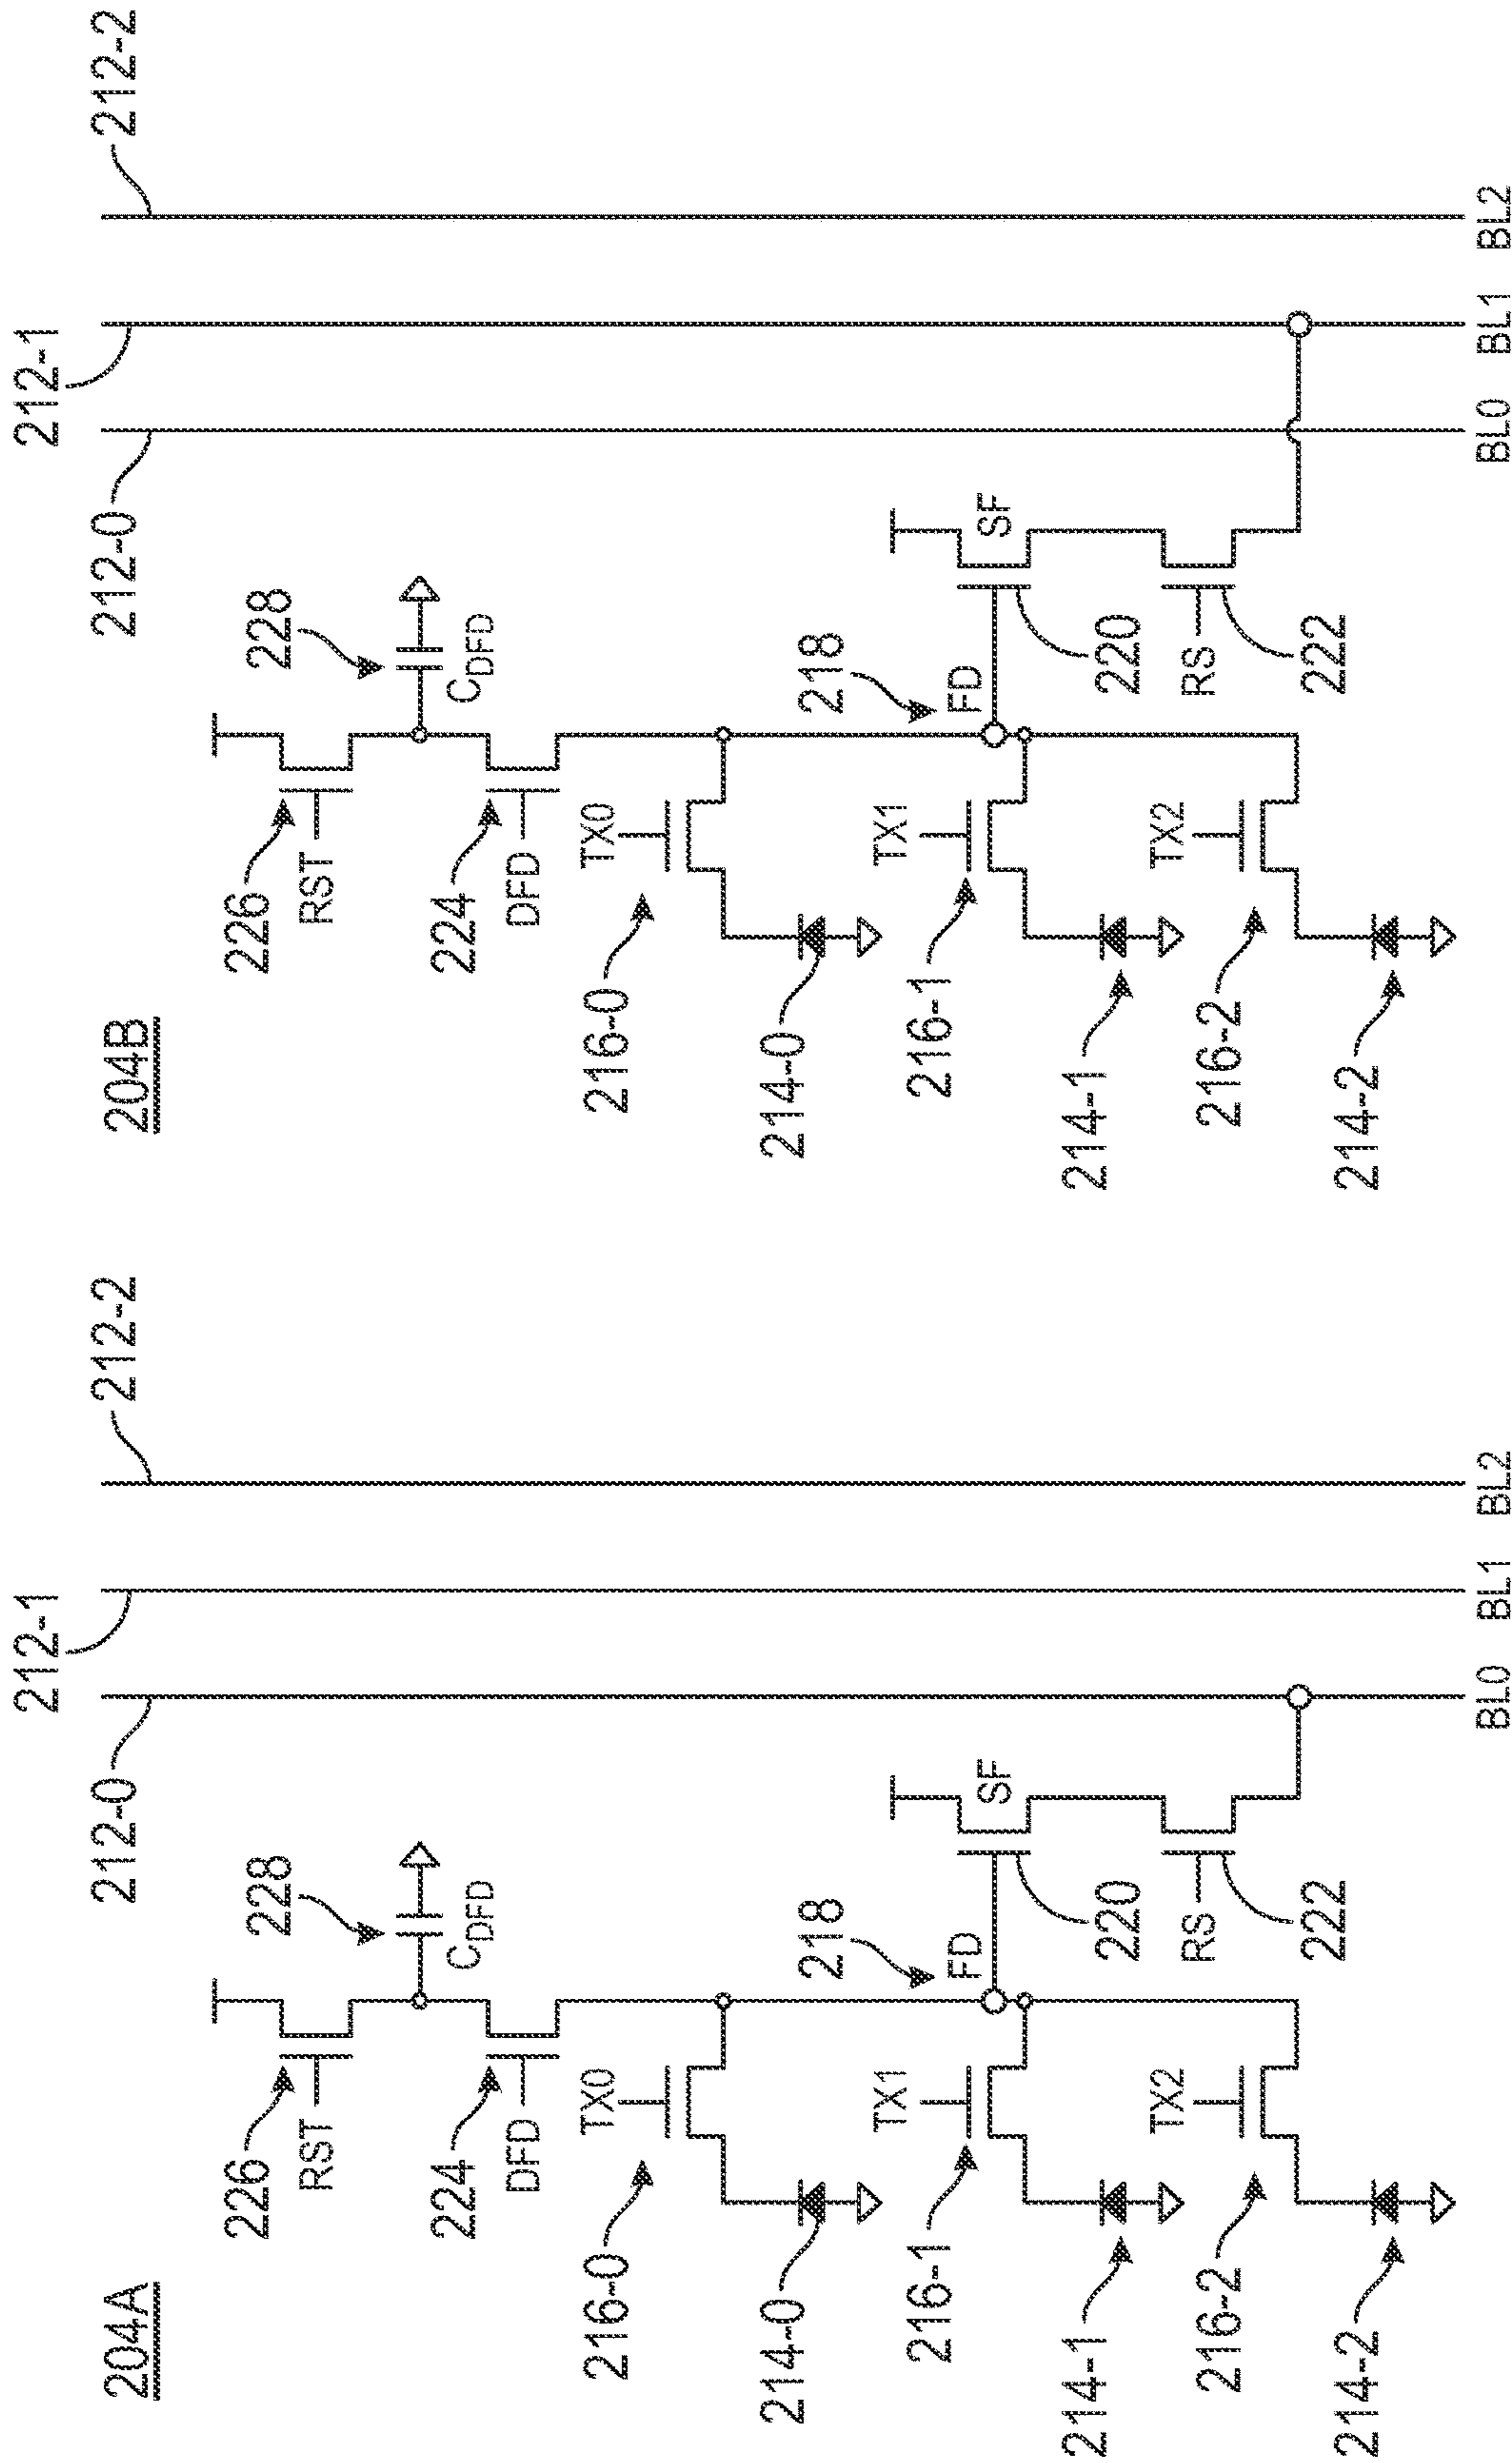 204A
212-0
212-1
212-2
226
RST
228
C_DFD
224
DFD
216-0
TX0
214-0
218
FD
SF
216-1
TX1
220
214-1
216-2
TX2
RS
222
214-2
BL0
BL1
BL2
204B
212-0
212-1
212-2
226
RST
228
C_DFD
224
DFD
216-0
TX0
214-0
218
FD
SF
216-1
TX1
220
214-1
216-2
TX2
RS
222
214-2
BL0
BL1
BL2